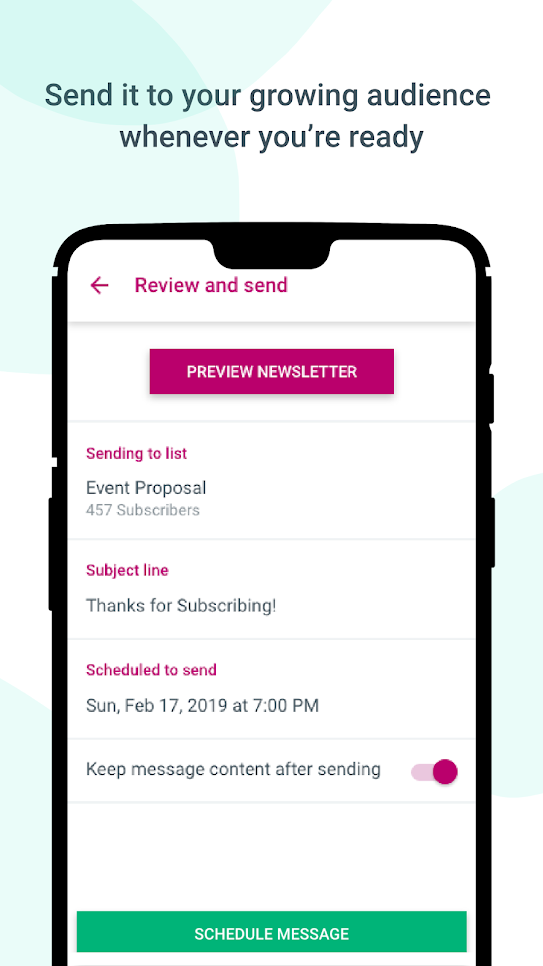 Send it to your growing audience
whenever you’re ready
Review and send
PREVIEW NEWSLETTER
Sending to list
Event Proposal
457 Subscribers
Subject line
Thanks for Subscribing!
Scheduled to send
Sun, Feb 17, 2019 at 7:00 PM
Keep message content after sending
SCHEDULE MESSAGE